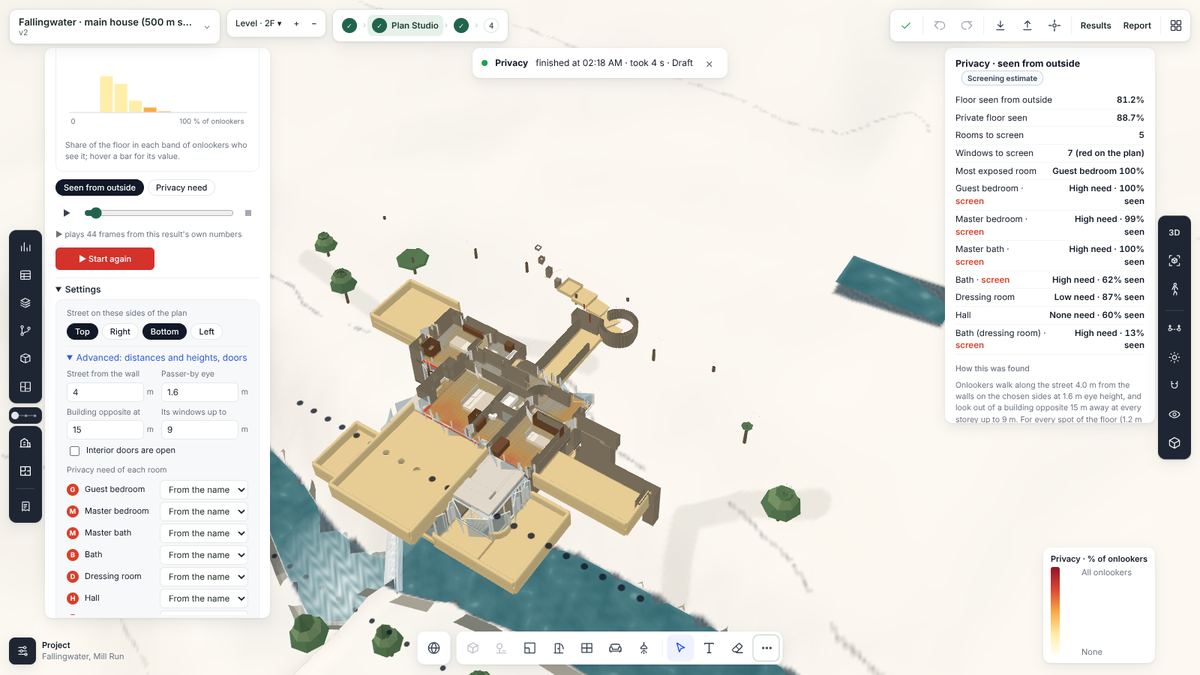 Fallingwater · main house (500 m s...
v2
Level · 2F
+
−
Plan Studio
4
Results
Report
Privacy finished at 02:18 AM · took 4 s · Draft ×
0 100 % of onlookers
Share of the floor in each band of onlookers who
see it; hover a bar for its value.
Seen from outside
Privacy need
▶ plays 44 frames from this result's own numbers
▶ Start again
Settings
Street on these sides of the plan
Top Right Bottom Left
Advanced: distances and heights, doors
Street from the wall Passer-by eye
4 m 1.6 m
Building opposite at Its windows up to
15 m 9 m
Interior doors are open
Privacy need of each room
G Guest bedroom From the name
M Master bedroom From the name
M Master bath From the name
B Bath From the name
D Dressing room From the name
H Hall From the name
Project
Fallingwater, Mill Run
Privacy · seen from outside
Screening estimate
Floor seen from outside 81.2%
Private floor seen 88.7%
Rooms to screen 5
Windows to screen 7 (red on the plan)
Most exposed room Guest bedroom 100%
Guest bedroom · High need · 100%
screen seen
Master bedroom · High need · 99%
screen seen
Master bath · High need · 100%
screen seen
Bath · screen High need · 62% seen
Dressing room Low need · 87% seen
Hall None need · 60% seen
Bath (dressing room) · High need · 13%
screen seen
How this was found
Onlookers walk along the street 4.0 m from the
walls on the chosen sides at 1.6 m eye height, and
look out of a building opposite 15 m away at every
storey up to 9 m. For every spot of the floor (1.2 m
3D
Privacy · % of onlookers
All onlookers
None
T